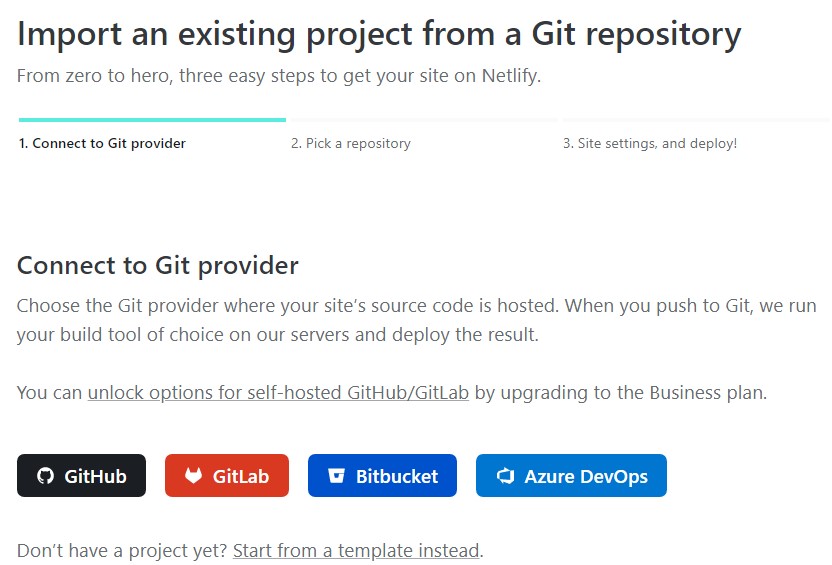 Import an existing project from a Git repository
From zero to hero, three easy steps to get your site on Netlify.
1. Connect to Git provider
2. Pick a repository
3. Site settings, and deploy!
Connect to Git provider
Choose the Git provider where your site’s source code is hosted. When you push to Git, we run
your build tool of choice on our servers and deploy the result.
You can unlock options for self-hosted GitHub/GitLab by upgrading to the Business plan.
GitHub
GitLab
Bitbucket
Azure DevOps
Don’t have a project yet? Start from a template instead.